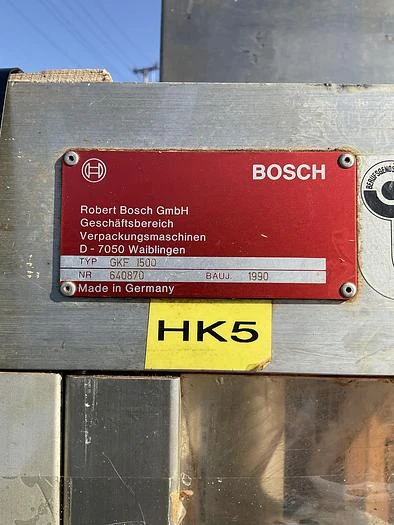 BOSCH
Robert Bosch GmbH
Geschäftsbereich
Verpackungsmaschinen
D - 7050 Waiblingen
TYP GKF 1500
NR 640870 BAUJ. 1990
Made in Germany
HK5